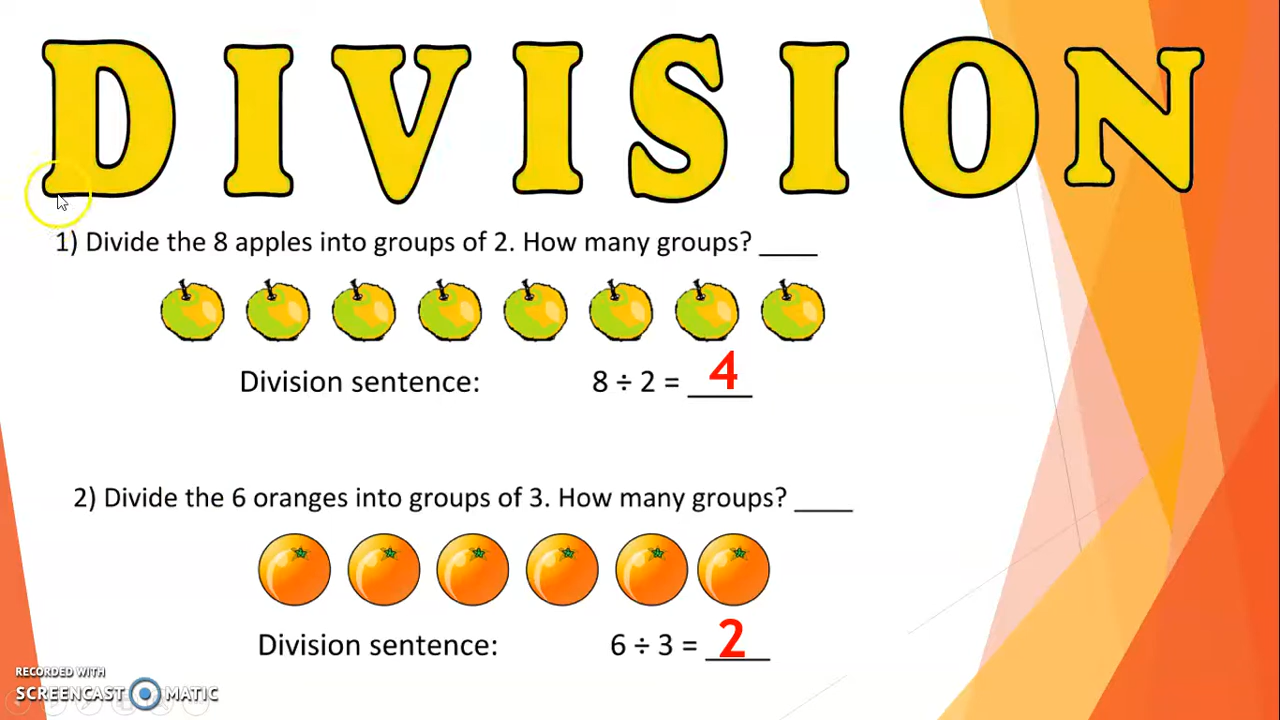 DIVISION
1) Divide the 8 apples into groups of 2. How many groups? ____
Division sentence: 8 ÷ 2 = 4
2) Divide the 6 oranges into groups of 3. How many groups? ____
Division sentence: 6 ÷ 3 = 2
RECORDED WITH
SCREENCAST MATIC